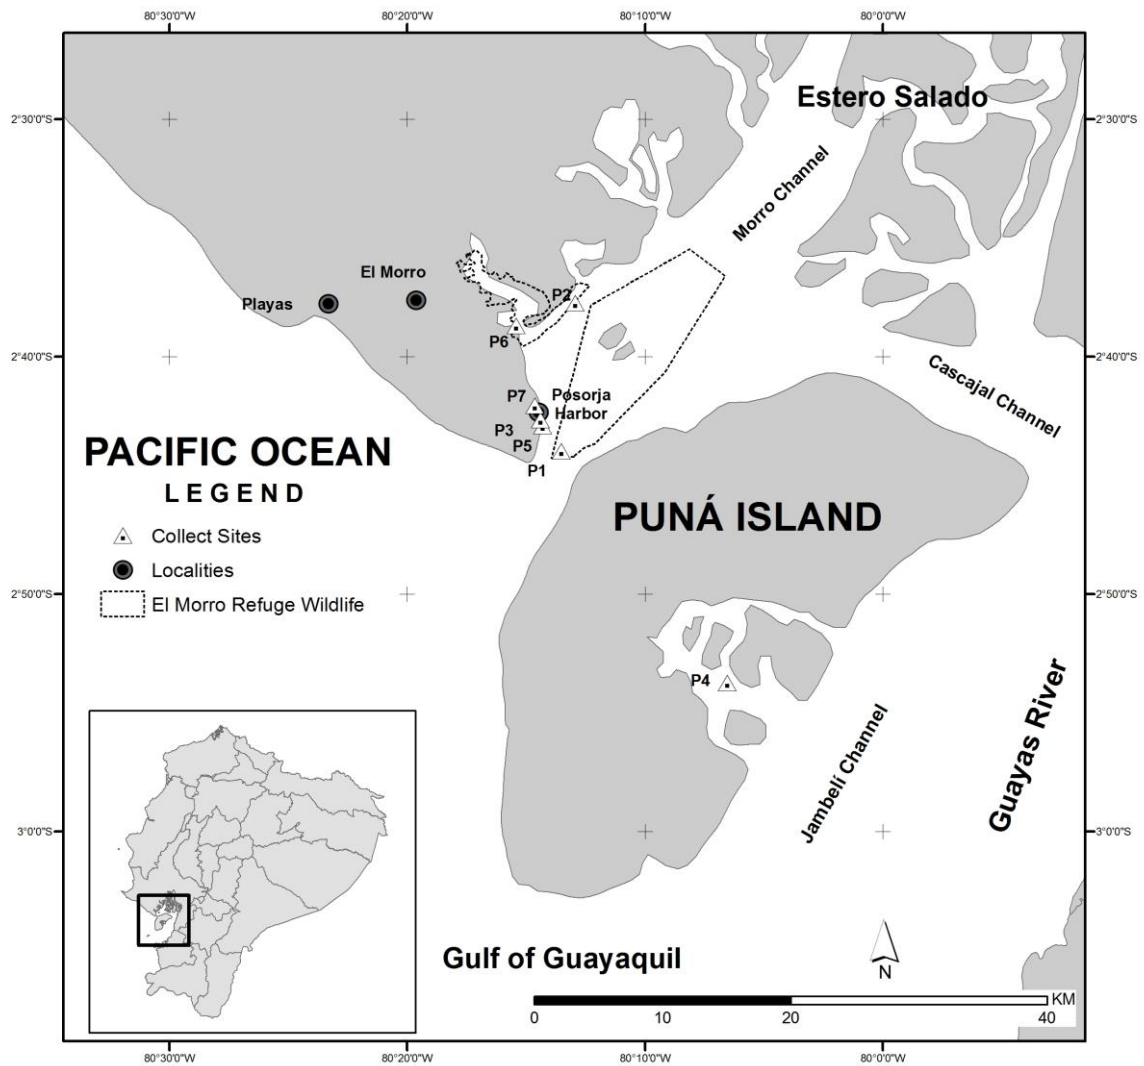 80°30'0"W
80°20'0"W
80°10'0"W
80°0'0"W
2°30'0"S
2°30'0"S
Estero Salado
Morro Channel
El Morro
Playas
P2
P6
2°40'0"S
2°40'0"S
Cascajal Channel
P7
Posorja
Harbor
P3
P5
P1
PACIFIC OCEAN
LEGEND
Collect Sites
Localities
El Morro Refuge Wildlife
PUNÁ ISLAND
2°50'0"S
2°50'0"S
P4
Jambelí Channel
Guayas River
3°0'0"S
3°0'0"S
Gulf of Guayaquil
N
KM
0
10
20
40
80°30'0"W
80°20'0"W
80°10'0"W
80°0'0"W